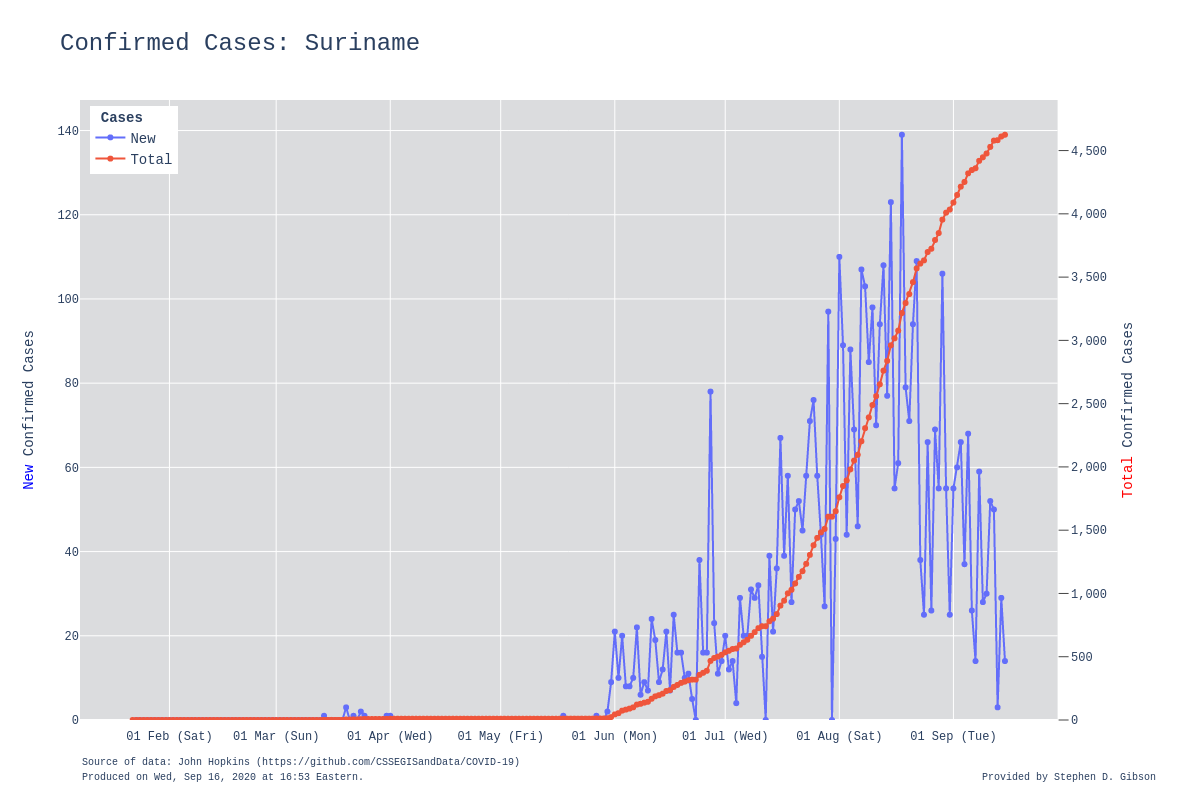 Confirmed Cases: Suriname
Cases
New
Total
140
120
100
80
60
40
20
0
New Confirmed Cases
4,500
4,000
3,500
3,000
2,500
2,000
1,500
1,000
500
0
Total Confirmed Cases
01 Feb (Sat) 01 Mar (Sun) 01 Apr (Wed) 01 May (Fri) 01 Jun (Mon) 01 Jul (Wed) 01 Aug (Sat) 01 Sep (Tue)
Source of data: John Hopkins (https://github.com/CSSEGISandData/COVID-19)
Produced on Wed, Sep 16, 2020 at 16:53 Eastern.
Provided by Stephen D. Gibson